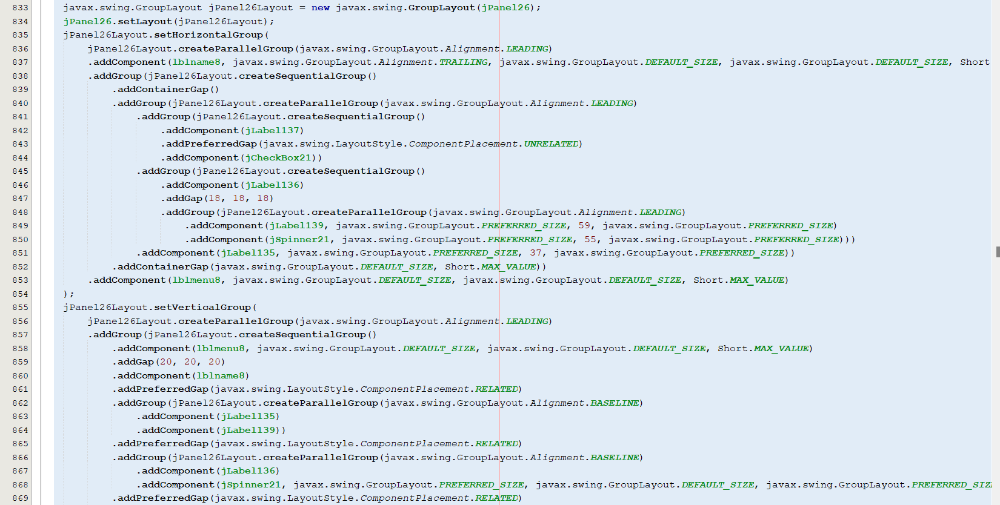 833 javax.swing.GroupLayout jPanel26Layout = new javax.swing.GroupLayout(jPanel26);
834 jPanel26.setLayout(jPanel26Layout);
835 jPanel26Layout.setHorizontalGroup(
836 jPanel26Layout.createParallelGroup(javax.swing.GroupLayout.Alignment.LEADING)
837 .addComponent(lblname8, javax.swing.GroupLayout.Alignment.TRAILING, javax.swing.GroupLayout.DEFAULT_SIZE, javax.swing.GroupLayout.DEFAULT_SIZE, Short
838 .addGroup(jPanel26Layout.createSequentialGroup()
839 .addContainerGap()
840 .addGroup(jPanel26Layout.createParallelGroup(javax.swing.GroupLayout.Alignment.LEADING)
841 .addGroup(jPanel26Layout.createSequentialGroup()
842 .addComponent(jLabel137)
843 .addPreferredGap(javax.swing.LayoutStyle.ComponentPlacement.UNRELATED)
844 .addComponent(jCheckBox21))
845 .addGroup(jPanel26Layout.createSequentialGroup()
846 .addComponent(jLabel136)
847 .addGap(18, 18, 18)
848 .addGroup(jPanel26Layout.createParallelGroup(javax.swing.GroupLayout.Alignment.LEADING)
849 .addComponent(jLabel139, javax.swing.GroupLayout.PREFERRED_SIZE, 59, javax.swing.GroupLayout.PREFERRED_SIZE)
850 .addComponent(jSpinner21, javax.swing.GroupLayout.PREFERRED_SIZE, 55, javax.swing.GroupLayout.PREFERRED_SIZE)))
851 .addComponent(jLabel135, javax.swing.GroupLayout.PREFERRED_SIZE, 37, javax.swing.GroupLayout.PREFERRED_SIZE))
852 .addContainerGap(javax.swing.GroupLayout.DEFAULT_SIZE, Short.MAX_VALUE))
853 .addComponent(lblmenu8, javax.swing.GroupLayout.DEFAULT_SIZE, javax.swing.GroupLayout.DEFAULT_SIZE, Short.MAX_VALUE)
854 );
855 jPanel26Layout.setVerticalGroup(
856 jPanel26Layout.createParallelGroup(javax.swing.GroupLayout.Alignment.LEADING)
857 .addGroup(jPanel26Layout.createSequentialGroup()
858 .addComponent(lblmenu8, javax.swing.GroupLayout.DEFAULT_SIZE, javax.swing.GroupLayout.DEFAULT_SIZE, Short.MAX_VALUE)
859 .addGap(20, 20, 20)
860 .addComponent(lblname8)
861 .addPreferredGap(javax.swing.LayoutStyle.ComponentPlacement.RELATED)
862 .addGroup(jPanel26Layout.createParallelGroup(javax.swing.GroupLayout.Alignment.BASELINE)
863 .addComponent(jLabel135)
864 .addComponent(jLabel139))
865 .addPreferredGap(javax.swing.LayoutStyle.ComponentPlacement.RELATED)
866 .addGroup(jPanel26Layout.createParallelGroup(javax.swing.GroupLayout.Alignment.BASELINE)
867 .addComponent(jLabel136)
868 .addComponent(jSpinner21, javax.swing.GroupLayout.PREFERRED_SIZE, javax.swing.GroupLayout.DEFAULT_SIZE, javax.swing.GroupLayout.PREFERRED_SIZ
869 .addPreferredGap(javax.swing.LayoutStyle.ComponentPlacement.RELATED)